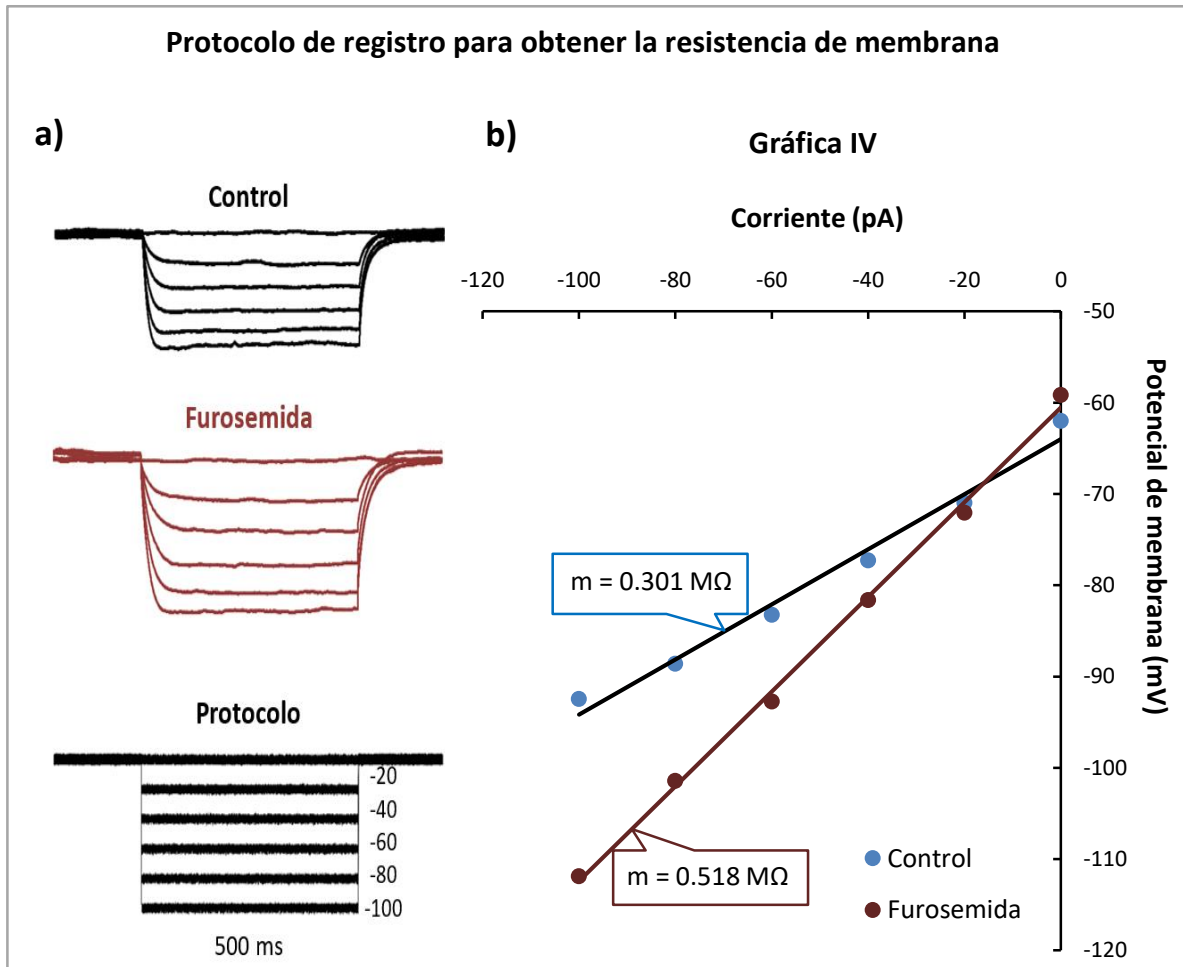 Protocolo de registro para obtener la resistencia de membrana
a)
Control
Furosemida
Protocolo
-20
-40
-60
-80
-100
500 ms
b)
Gráfica IV
Corriente (pA)
-120 -100 -80 -60 -40 -20 0
-50
-60
-70
-80
-90
-100
-110
-120
Potencial de membrana (mV)
m = 0.301 MΩ
m = 0.518 MΩ
Control
Furosemida